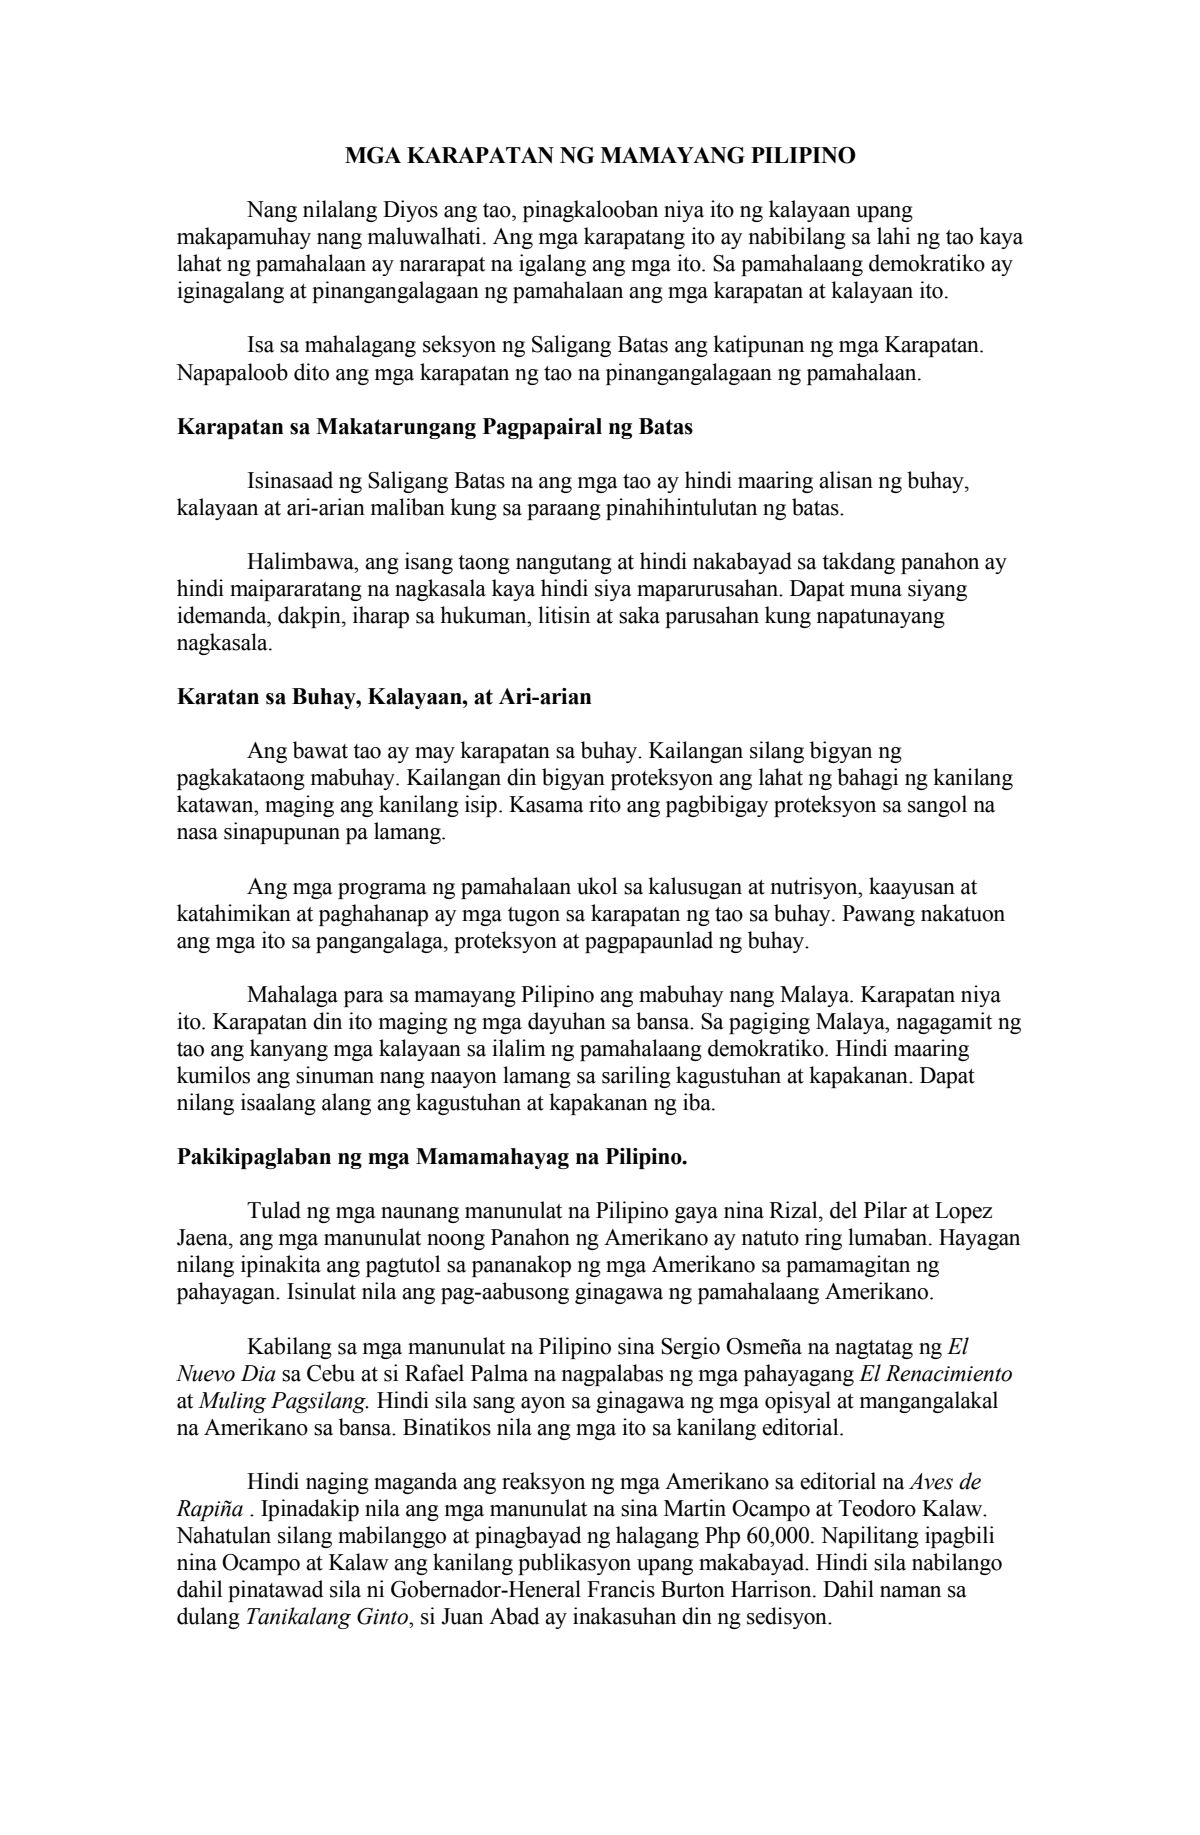 MGA KARAPATAN NG MAMAYANG PILIPINO
Nang nilalang Diyos ang tao, pinagkalooban niya ito ng kalayaan upang
makapamuhay nang maluwalhati. Ang mga karapatang ito ay nabibilang sa lahi ng tao kaya
lahat ng pamahalaan ay nararapat na igalang ang mga ito. Sa pamahalaang demokratiko ay
iginagalang at pinangangalagaan ng pamahalaan ang mga karapatan at kalayaan ito.
Isa sa mahalagang seksyon ng Saligang Batas ang katipunan ng mga Karapatan.
Napapaloob dito ang mga karapatan ng tao na pinangangalagaan ng pamahalaan.
Karapatan sa Makatarungang Pagpapairal ng Batas
Isinasaad ng Saligang Batas na ang mga tao ay hindi maaring alisan ng buhay,
kalayaan at ari-arian maliban kung sa paraang pinahihintulutan ng batas.
Halimbawa, ang isang taong nangutang at hindi nakabayad sa takdang panahon ay
hindi maipararatang na nagkasala kaya hindi siya maparurusahan. Dapat muna siyang
idemanda, dakpin, iharap sa hukuman, litisin at saka parusahan kung napatunayang
nagkasala.
Karatan sa Buhay, Kalayaan, at Ari-arian
Ang bawat tao ay may karapatan sa buhay. Kailangan silang bigyan ng
pagkakataong mabuhay. Kailangan din bigyan proteksyon ang lahat ng bahagi ng kanilang
katawan, maging ang kanilang isip. Kasama rito ang pagbibigay proteksyon sa sangol na
nasa sinapupunan pa lamang.
Ang mga programa ng pamahalaan ukol sa kalusugan at nutrisyon, kaayusan at
katahimikan at paghahanap ay mga tugon sa karapatan ng tao sa buhay. Pawang nakatuon
ang mga ito sa pangangalaga, proteksyon at pagpapaunlad ng buhay.
Mahalaga para sa mamayang Pilipino ang mabuhay nang Malaya. Karapatan niya
ito. Karapatan din ito maging ng mga dayuhan sa bansa. Sa pagiging Malaya, nagagamit ng
tao ang kanyang mga kalayaan sa ilalim ng pamahalaang demokratiko. Hindi maaring
kumilos ang sinuman nang naayon lamang sa sariling kagustuhan at kapakanan. Dapat
nilang isaalang alang ang kagustuhan at kapakanan ng iba.
Pakikipaglaban ng mga Mamamahayag na Pilipino.
Tulad ng mga naunang manunulat na Pilipino gaya nina Rizal, del Pilar at Lopez
Jaena, ang mga manunulat noong Panahon ng Amerikano ay natuto ring lumaban. Hayagan
nilang ipinakita ang pagtutol sa pananakop ng mga Amerikano sa pamamagitan ng
pahayagan. Isinulat nila ang pag-aabusong ginagawa ng pamahalaang Amerikano.
Kabilang sa mga manunulat na Pilipino sina Sergio Osmeña na nagtatag ng El
Nuevo Dia sa Cebu at si Rafael Palma na nagpalabas ng mga pahayagang El Renacimiento
at Muling Pagsilang. Hindi sila sang ayon sa ginagawa ng mga opisyal at mangangalakal
na Amerikano sa bansa. Binatikos nila ang mga ito sa kanilang editorial.
Hindi naging maganda ang reaksyon ng mga Amerikano sa editorial na Aves de
Rapiña . Ipinadakip nila ang mga manunulat na sina Martin Ocampo at Teodoro Kalaw.
Nahatulan silang mabilanggo at pinagbayad ng halagang Php 60,000. Napilitang ipagbili
nina Ocampo at Kalaw ang kanilang publikasyon upang makabayad. Hindi sila nabilango
dahil pinatawad sila ni Gobernador-Heneral Francis Burton Harrison. Dahil naman sa
dulang Tanikalang Ginto, si Juan Abad ay inakasuhan din ng sedisyon.